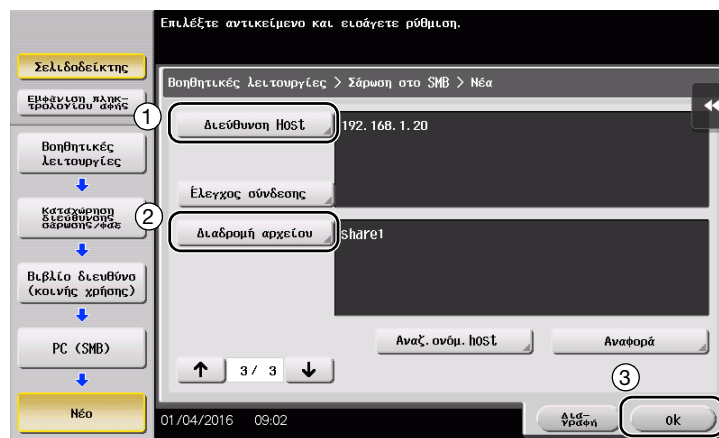 Επιλέξτε αντικείμενο και εισάγετε ρύθμιση.
Σελιδοδείκτης
Εμφάνιση πληκ-
τρολογίου αφής
Βοηθητικές
λειτουργίες
Καταχώρηση
διεύθυνσης
σάρωσης/φαξ
Βιβλίο διευθύνσ
(κοινής χρήσης)
PC (SMB)
Νέο
Βοηθητικές λειτουργίες > Σάρωση στο SMB > Νέα
1
Διεύθυνση Host
192.168.1.20
Έλεγχος σύνδεσης
2
Διαδρομή αρχείου
share1
Αναζ.ονόμ.host
Αναφορά
↑ 3/ 3 ↓
3
01/04/2016 09:02
Δια-
γραφή
ok